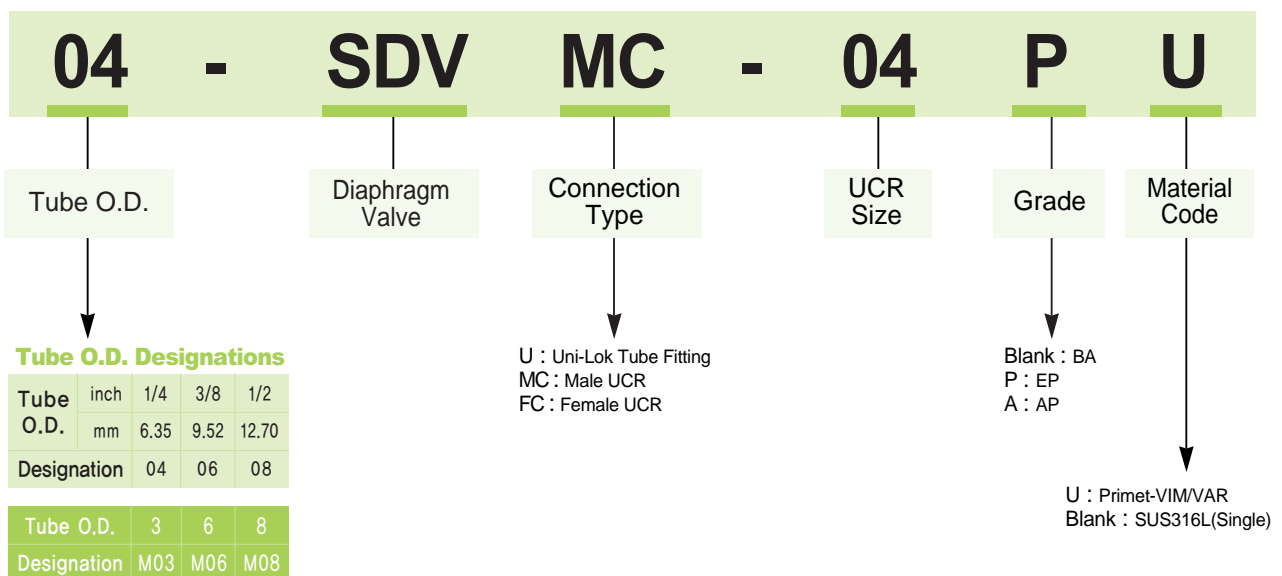 04 - SDV MC - 04 P U
Tube O.D.
Diaphragm
Valve
Connection
Type
UCR
Size
Grade
Material
Code
Tube O.D. Designations
Tube O.D. inch 1/4 3/8 1/2
mm 6.35 9.52 12.70
Designation 04 06 08
Tube O.D. 3 6 8
Designation M03 M06 M08
U : Uni-Lok Tube Fitting
MC : Male UCR
FC : Female UCR
Blank : BA
P : EP
A : AP
U : Primet-VIM/VAR
Blank : SUS316L(Single)